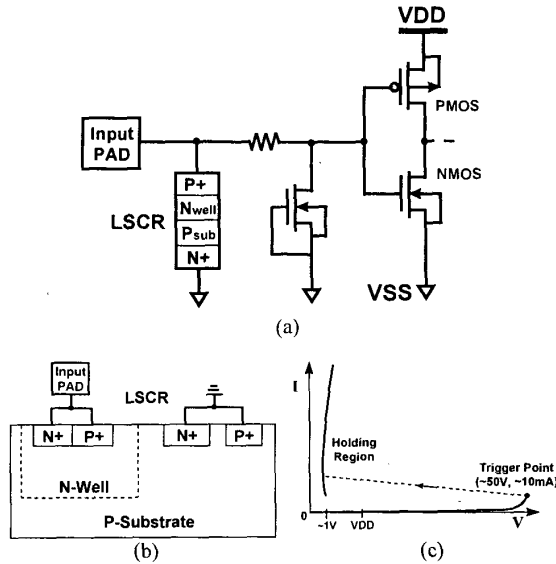 VDD
PMOS
Input
PAD
NMOS
P+
Nwell
Psub
N+
LSCR
VSS
(a)
Input
PAD
LSCR
N+ P+ N+ P+
N-Well
P-Substrate
(b)
I
Holding
Region
Trigger Point
(~50V, ~10mA)
0
~1V VDD V
(c)